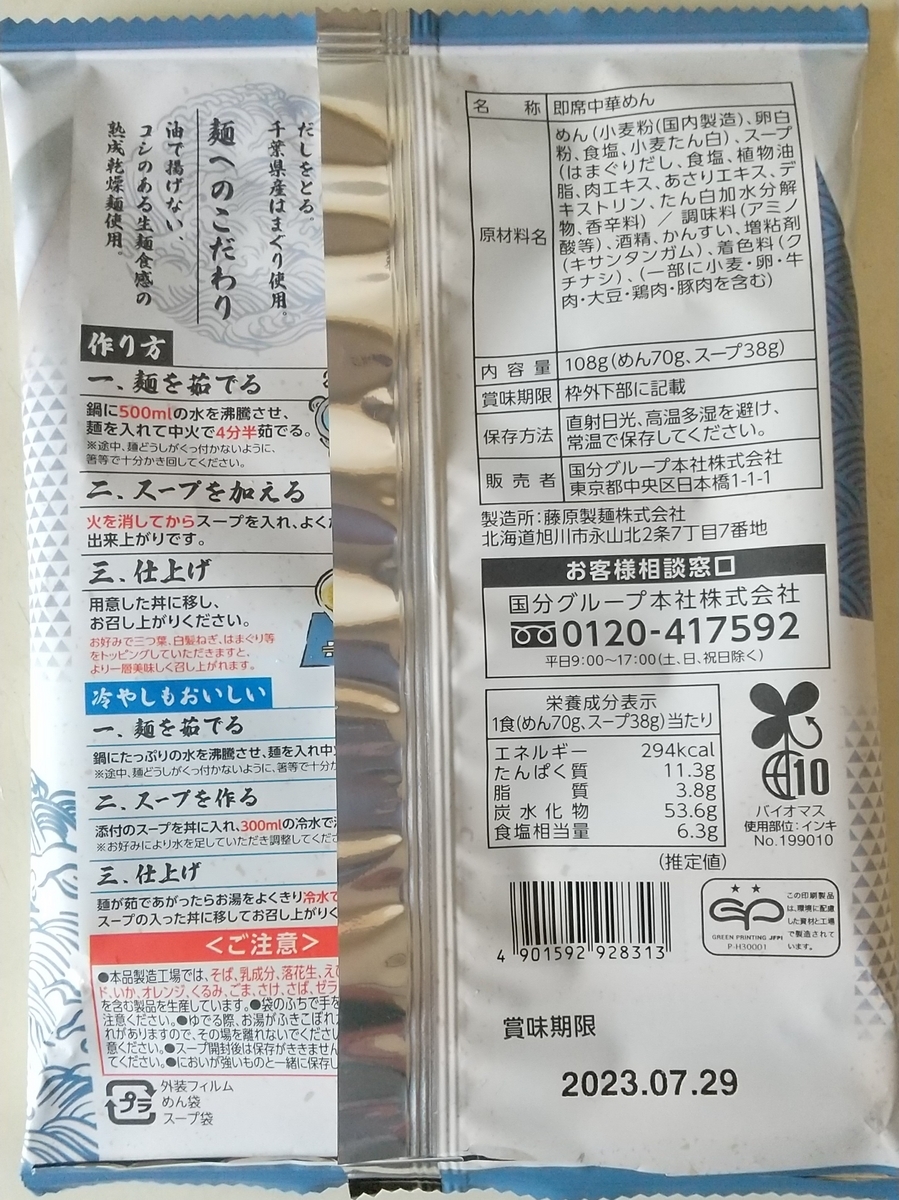 だしをとる。
千葉県産はまぐり使用。
麺へのこだわり
油で揚げない、
コシのある生麺食感の
熟成乾燥麺使用。
作り方
一、麺を茹でる
鍋に500mlの水を沸騰させ、
麺を入れて中火で4分半茹でる。
※途中、麺どうしがくっ付かないように、
箸等で十分かき回してください。
二、スープを加える
火を消してからスープを入れ、よく
出来上がりです。
三、仕上げ
用意した丼に移し、
お召し上がりください。
お好みで三つ葉、白髪ねぎ、はまぐり等
をトッピングしていただきますと、
より一層美味しく召し上がれます。
冷やしもおいしい
一、麺を茹でる
鍋にたっぷりの水を沸騰させ、麺を入れ中
※途中、麺どうしがくっ付かないように、箸等で十分
二、スープを作る
添付のスープを丼に入れ、300mlの冷水で
※お好みにより水を足していただき調整してくだ
三、仕上げ
麺が茹であがったらお湯をよくきり冷水で
スープの入った丼に移してお召し上がりく
<ご注意>
●本品製造工場では、そば、乳成分、落花生、えび
ド、いか、オレンジ、くるみ、ごま、さけ、さば、ゼラ
を含む製品を生産しています。●袋のふちで手を
注意ください。●ゆでる際、お湯がふきこぼれ
れがありますので、その場を離れないでください
意ください。●スープ開封後は保存がききません
てください。●においが強いものと一緒に保存し
プラ
外装フィルム
めん袋
スープ袋
名称 即席中華めん
原材料名
めん(小麦粉(国内製造)、卵白
粉、食塩、小麦たん白)、スープ
(はまぐりだし、食塩、植物油
脂、肉エキス、あさりエキス、デ
キストリン、たん白加水分解
物、香辛料) / 調味料(アミノ
酸等)、酒精、かんすい、増粘剤
(キサンタンガム)、着色料(ク
チナシ)、(一部に小麦・卵・牛
肉・大豆・鶏肉・豚肉を含む)
内容量 108g(めん70g、スープ38g)
賞味期限 枠外下部に記載
保存方法 直射日光、高温多湿を避け、
常温で保存してください。
販売者 国分グループ本社株式会社
東京都中央区日本橋1-1-1
製造所:藤原製麺株式会社
北海道旭川市永山北2条7丁目7番地
お客様相談窓口
国分グループ本社株式会社
0120-417592
平日9:00〜17:00(土、日、祝日除く)
栄養成分表示
1食(めん70g、スープ38g)当たり
エネルギー 294kcal
たんぱく質 11.3g
脂質 3.8g
炭水化物 53.6g
食塩相当量 6.3g
(推定値)
10
バイオマス
使用部位:インキ
No.199010
4 901592 928313
GREEN PRINTING JFPI
P-H30001
この印刷製品
は、環境に配慮
した資材と工場
で製造されて
います。
賞味期限
2023.07.29